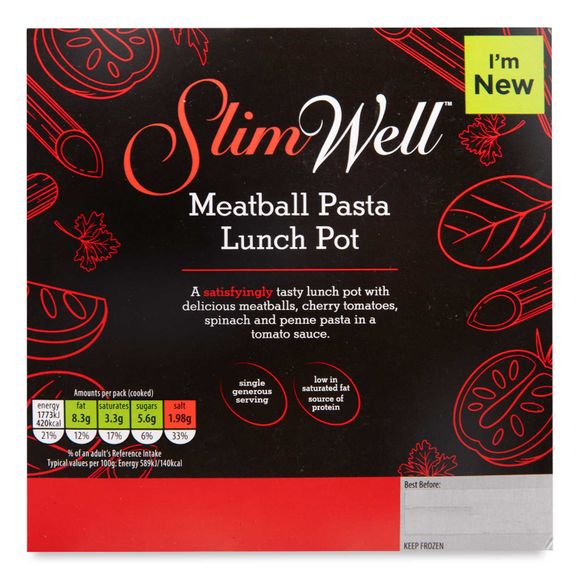 I'm
New
SlimWell™
Meatball Pasta
Lunch Pot
A satisfyingly tasty lunch pot with
delicious meatballs, cherry tomatoes,
spinach and penne pasta in a
tomato sauce.
single
generous
serving
low in
saturated fat
source of
protein
Amounts per pack (cooked)
energy
1773kJ
420kcal
21%
fat
8.3g
12%
saturates
3.3g
17%
sugars
5.6g
6%
salt
1.98g
33%
% of an adult's Reference Intake
Typical values per 100g: Energy 589kJ/140kcal
Best Before:
KEEP FROZEN